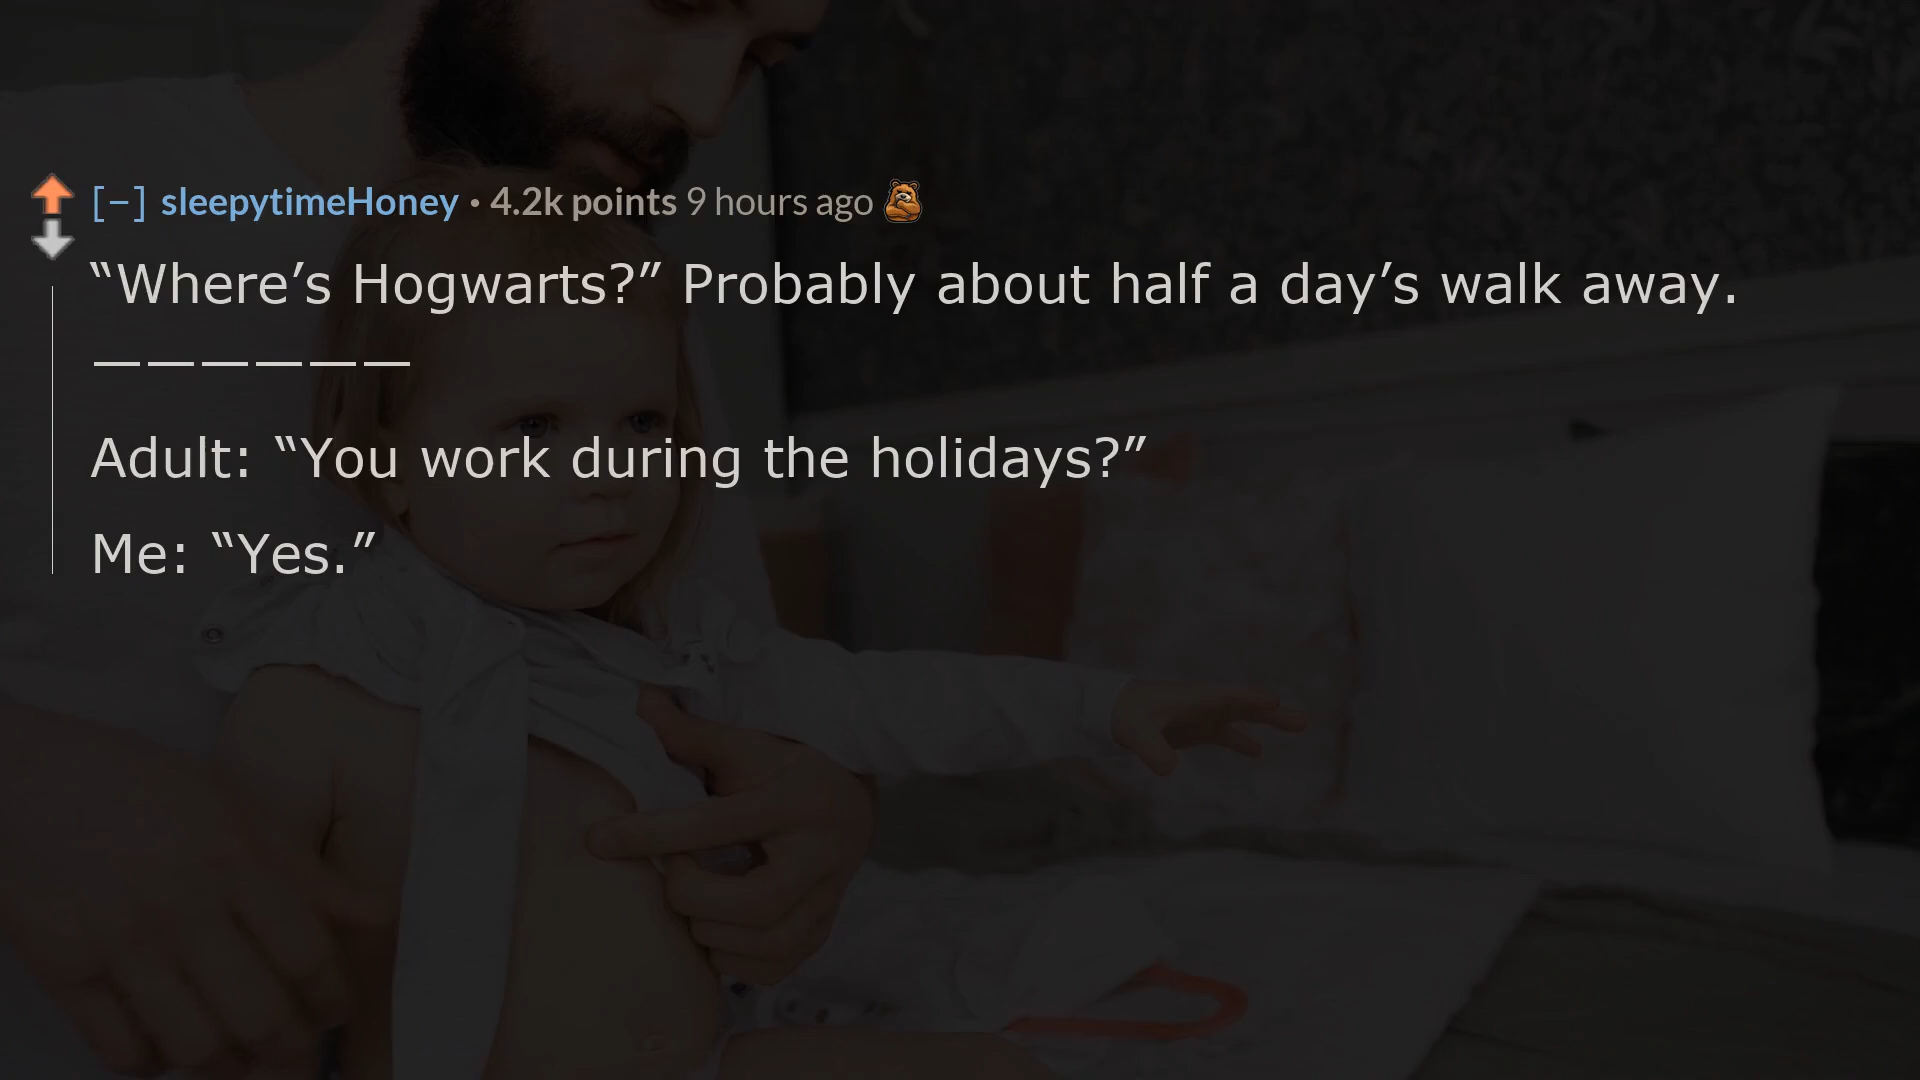 [–] sleepytimeHoney • 4.2k points 9 hours ago
“Where’s Hogwarts?” Probably about half a day’s walk away.
——————
Adult: “You work during the holidays?”
Me: “Yes.”